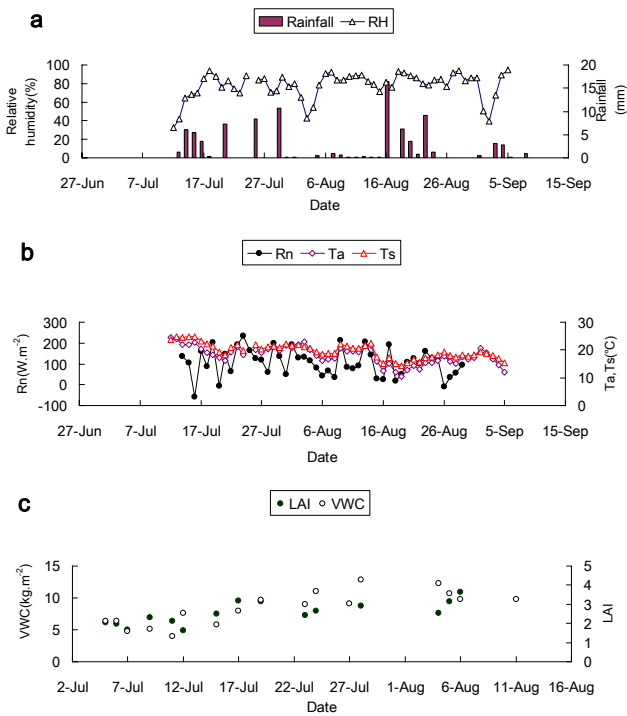 a
Rainfall RH
Relative humidity(%)
100
80
60
40
20
0
20
15
10
5
0
Rainfall (mm)
27-Jun 7-Jul 17-Jul 27-Jul 6-Aug 16-Aug 26-Aug 5-Sep 15-Sep
Date
b
Rn Ta Ts
Rn(W.m-2)
300
200
100
0
-100
30
20
10
0
Ta,Ts(°C)
27-Jun 7-Jul 17-Jul 27-Jul 6-Aug 16-Aug 26-Aug 5-Sep 15-Sep
Date
c
LAI VWC
VWC(kg.m-2)
15
10
5
0
5
4
3
2
1
0
LAI
2-Jul 7-Jul 12-Jul 17-Jul 22-Jul 27-Jul 1-Aug 6-Aug 11-Aug 16-Aug
Date